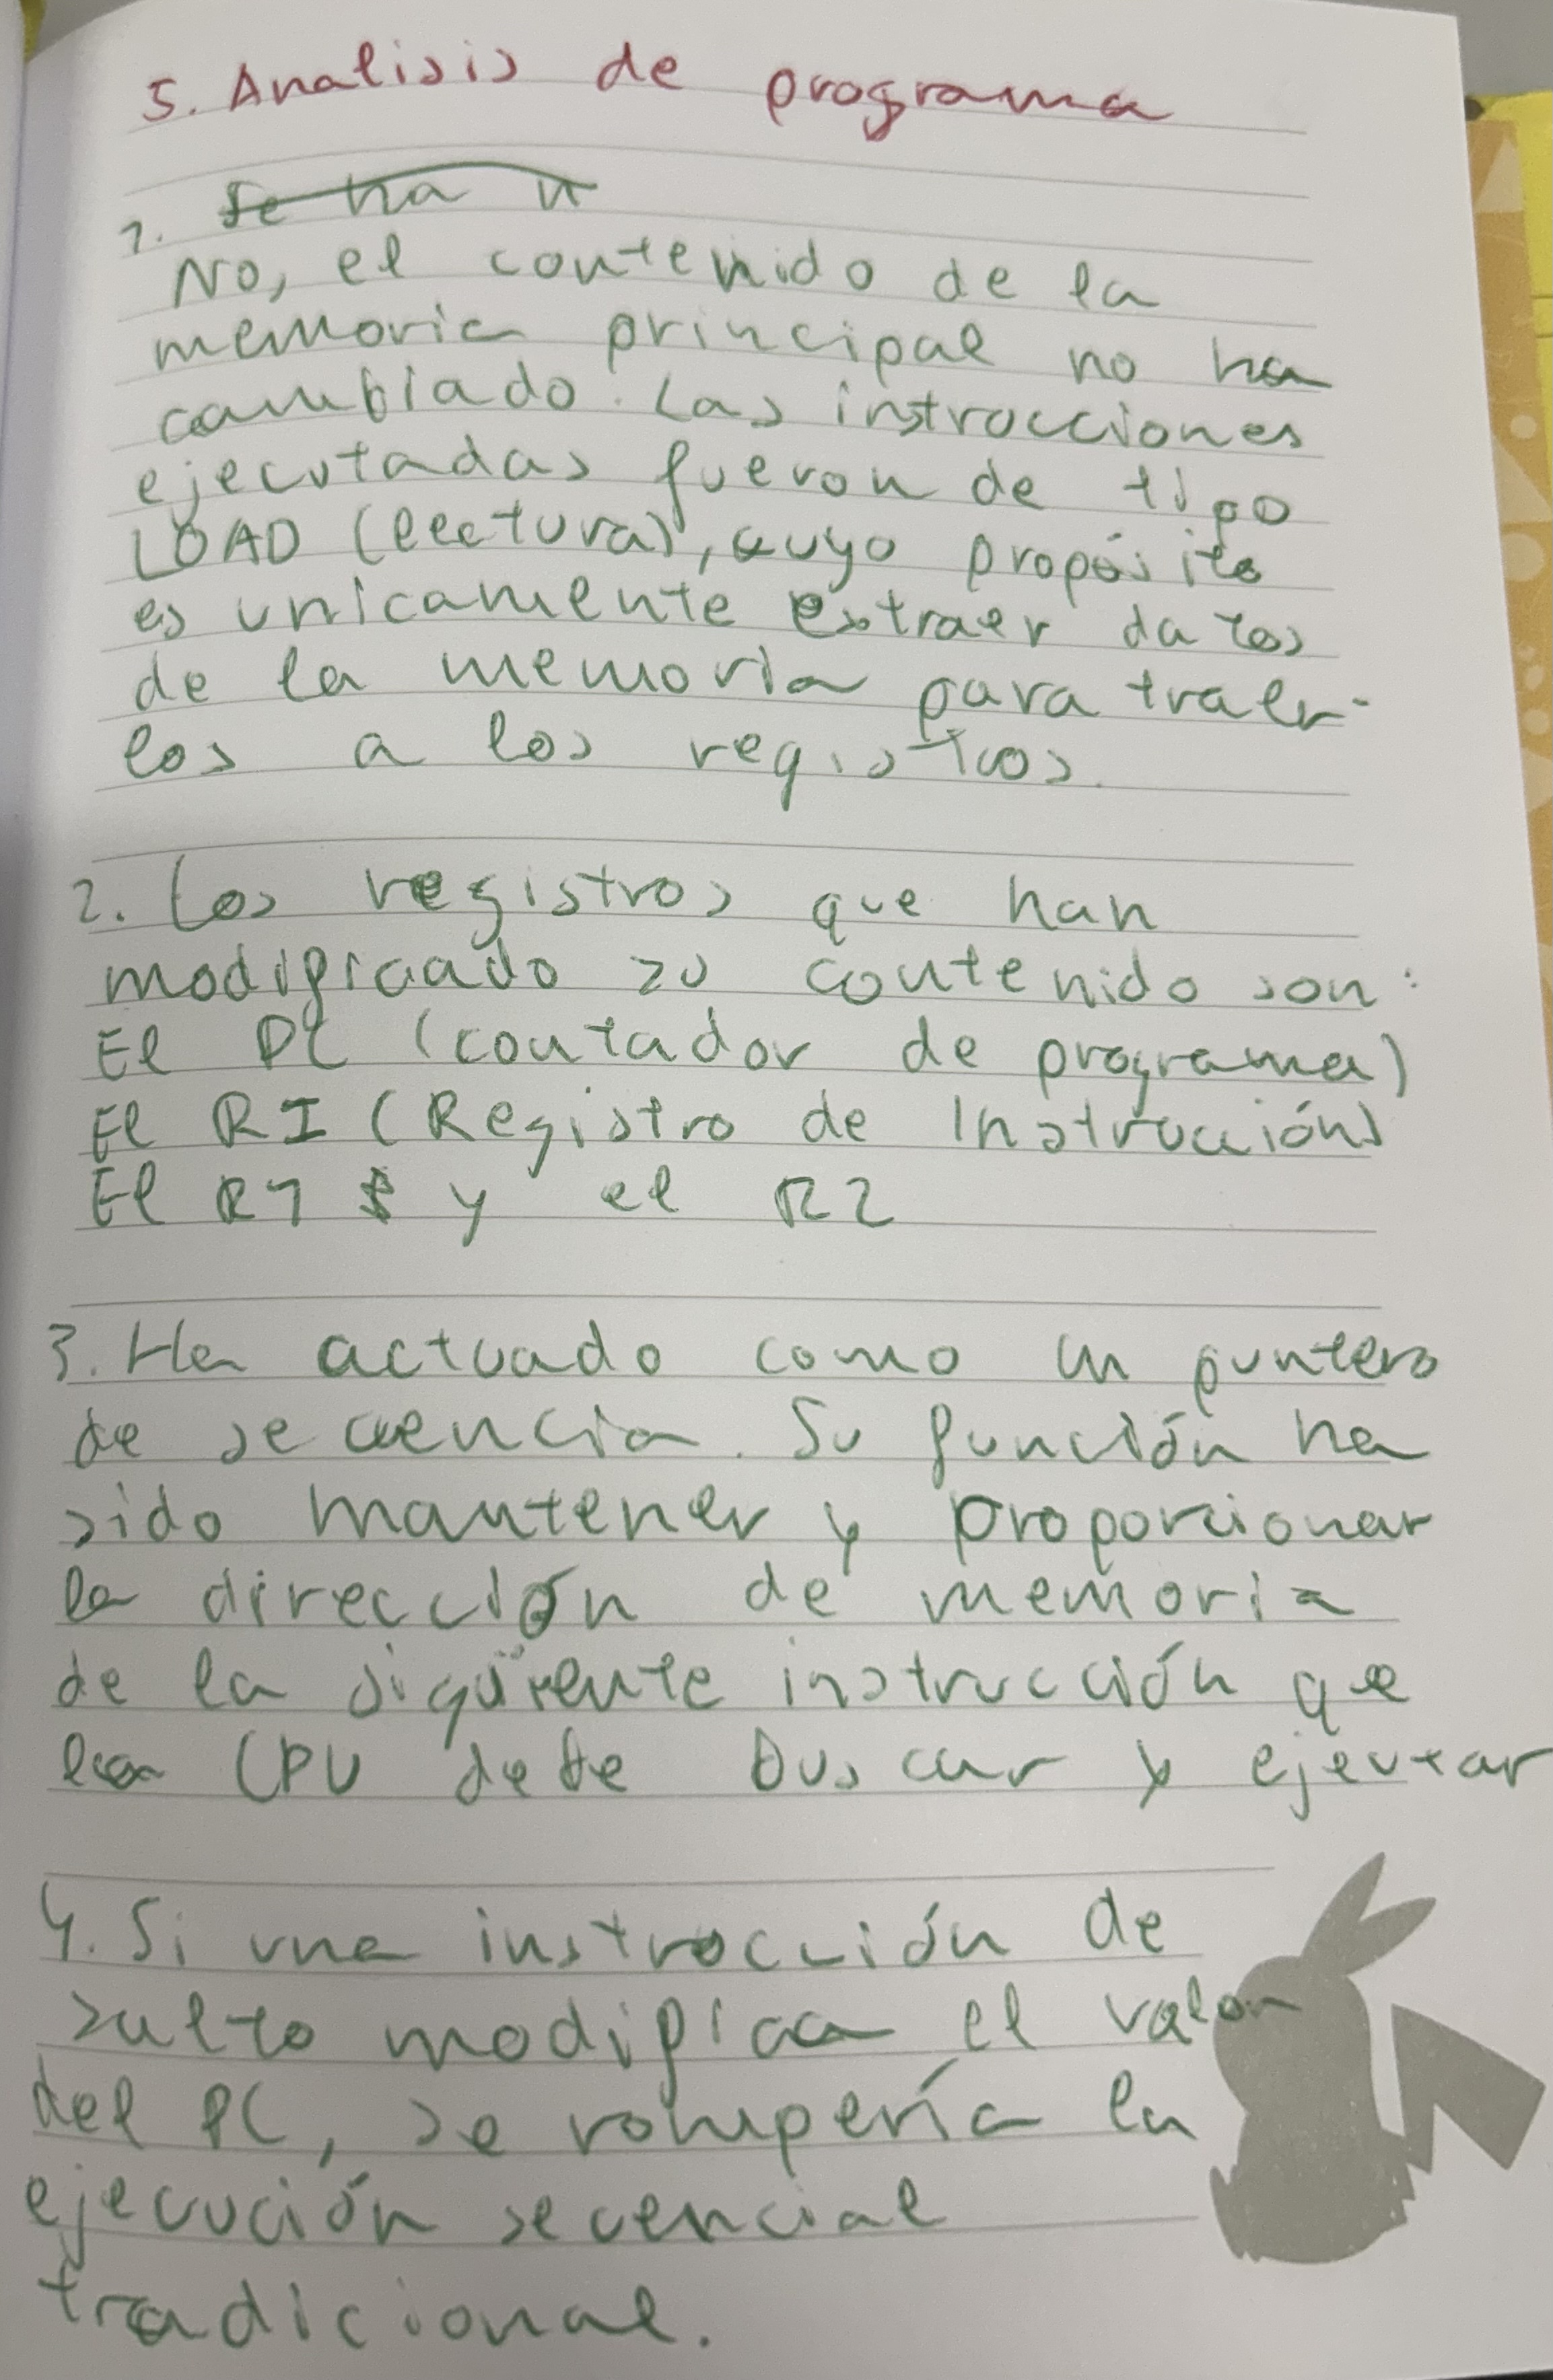 5. Analisis de programa
1. Se ha n
No, el contenido de la
memoria principal no ha
cambiado. Las instrucciones
ejecutadas fueron de tipo
LOAD (lectura), cuyo propósito
es unicamente extraer datos
de la memoria para traer-
los a los registros.
2. Los registros que han
modificado su contenido son:
El PC (contador de programa)
El RI (Registro de Instrucción)
El R1 y el R2
3. Ha actuado como un puntero
de secuencia. Su función ha
sido mantener y proporcionar
la dirección de memoria
de la siguiente instrucción que
la CPU debe buscar y ejecutar
4. Si una instrucción de
salto modifica el valor
del PC, se rompería la
ejecución secuencial
tradicional.